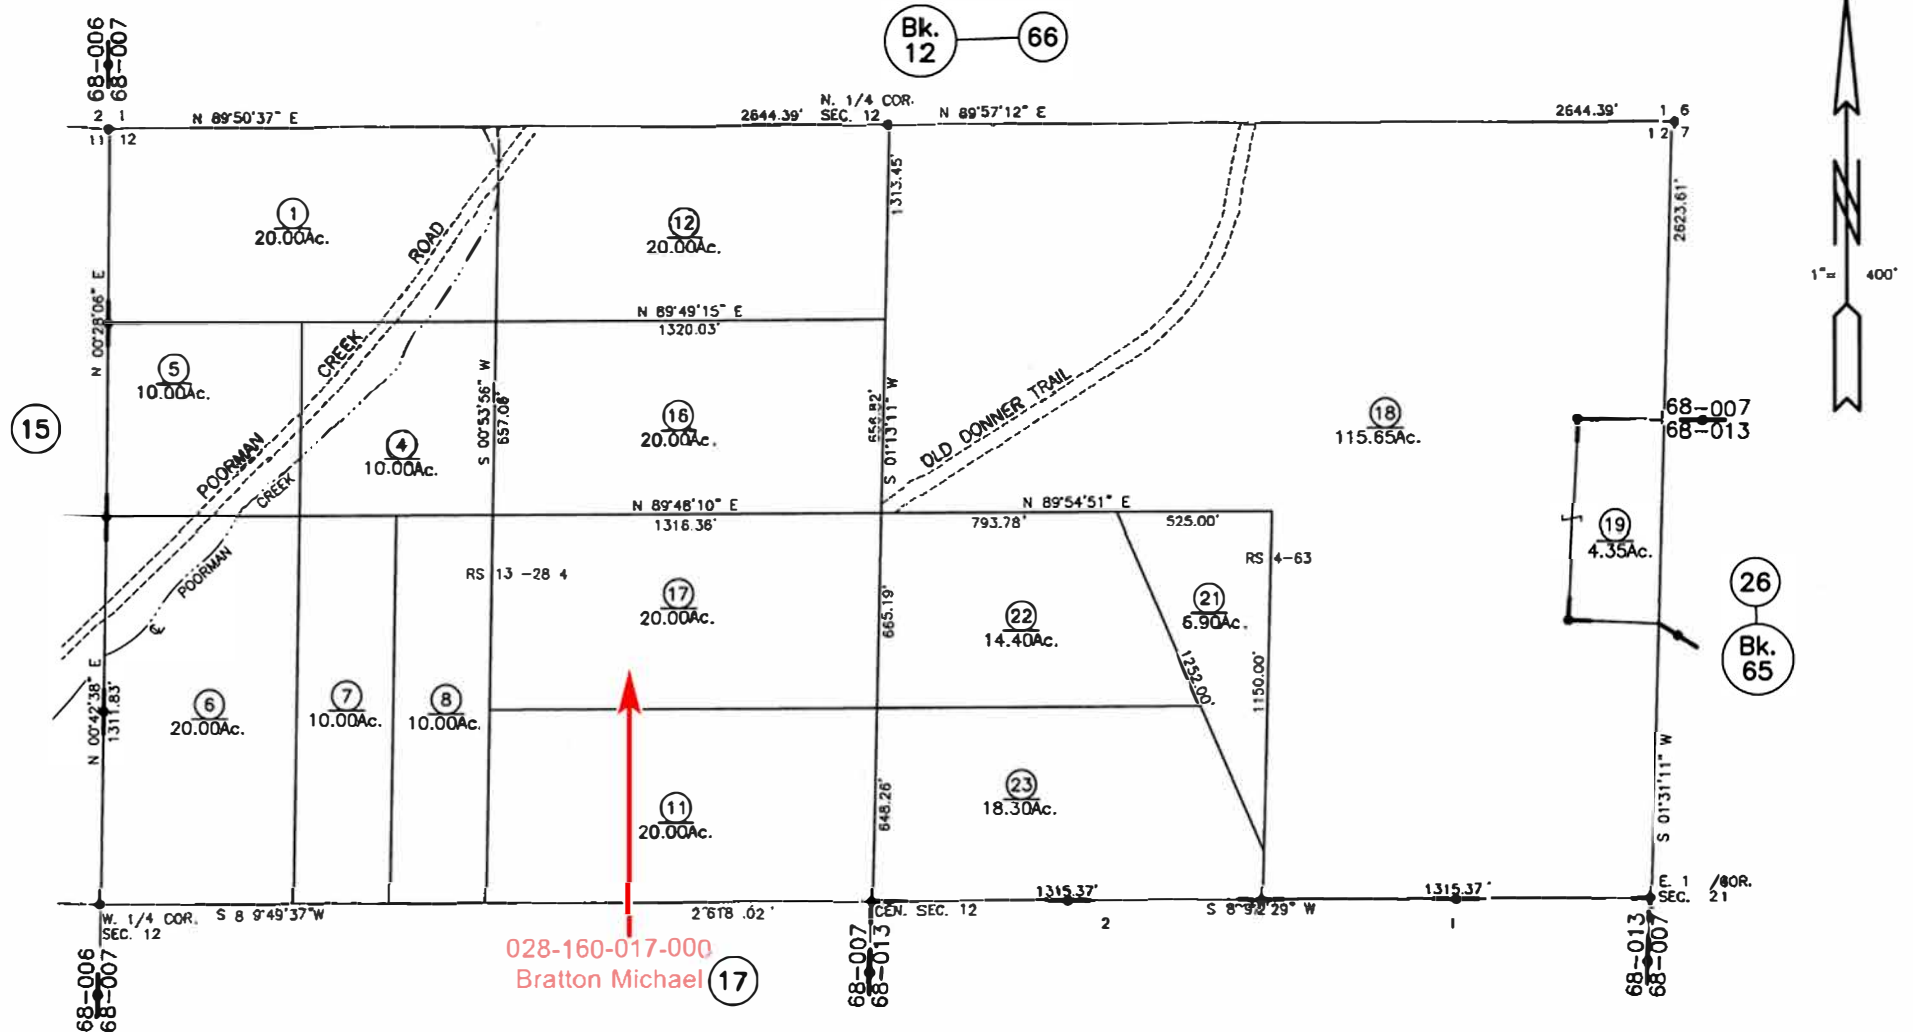 Bk.
12
66
68-006
68-007
2 1
11 12
N 89°50'37" E
2644.39'
N. 1/4 COR.
SEC. 12
N 89°57'12" E
2644.39'
1 6
12 7
1"= 400'
N
1
20.00Ac.
12
20.00Ac.
1313.45'
2623.61'
ROAD
N 00°28'06" E
N 89°49'15" E
1320.03'
5
10.00Ac.
CREEK
S 00°53'56" W
657.06'
16
20.00Ac.
656.82'
S 01°13'11" W
OLD DONNER TRAIL
18
115.65Ac.
68-007
68-013
15
POORMAN
4
10.00Ac.
CREEK
N 89°48'10" E
1316.36'
N 89°54'51" E
793.78'
525.00'
19
4.35Ac.
POORMAN
RS 13 -28 4
RS 4-63
17
20.00Ac.
665.19'
22
14.40Ac.
21
6.90Ac.
26
Bk.
65
N 00°42'38" E
1311.83'
6
20.00Ac.
7
10.00Ac.
8
10.00Ac.
1252.00'
1150.00'
11
20.00Ac.
648.26'
23
18.30Ac.
S 01°31'11" W
W. 1/4 COR.
SEC. 12
S 8 9°49'37"W
CEN. SEC. 12
1315.37'
2
1315.37'
1
SEC. 21
028-160-017-000
Bratton Michael
17
68-006
68-007
68-007
68-013
68-013
68-007